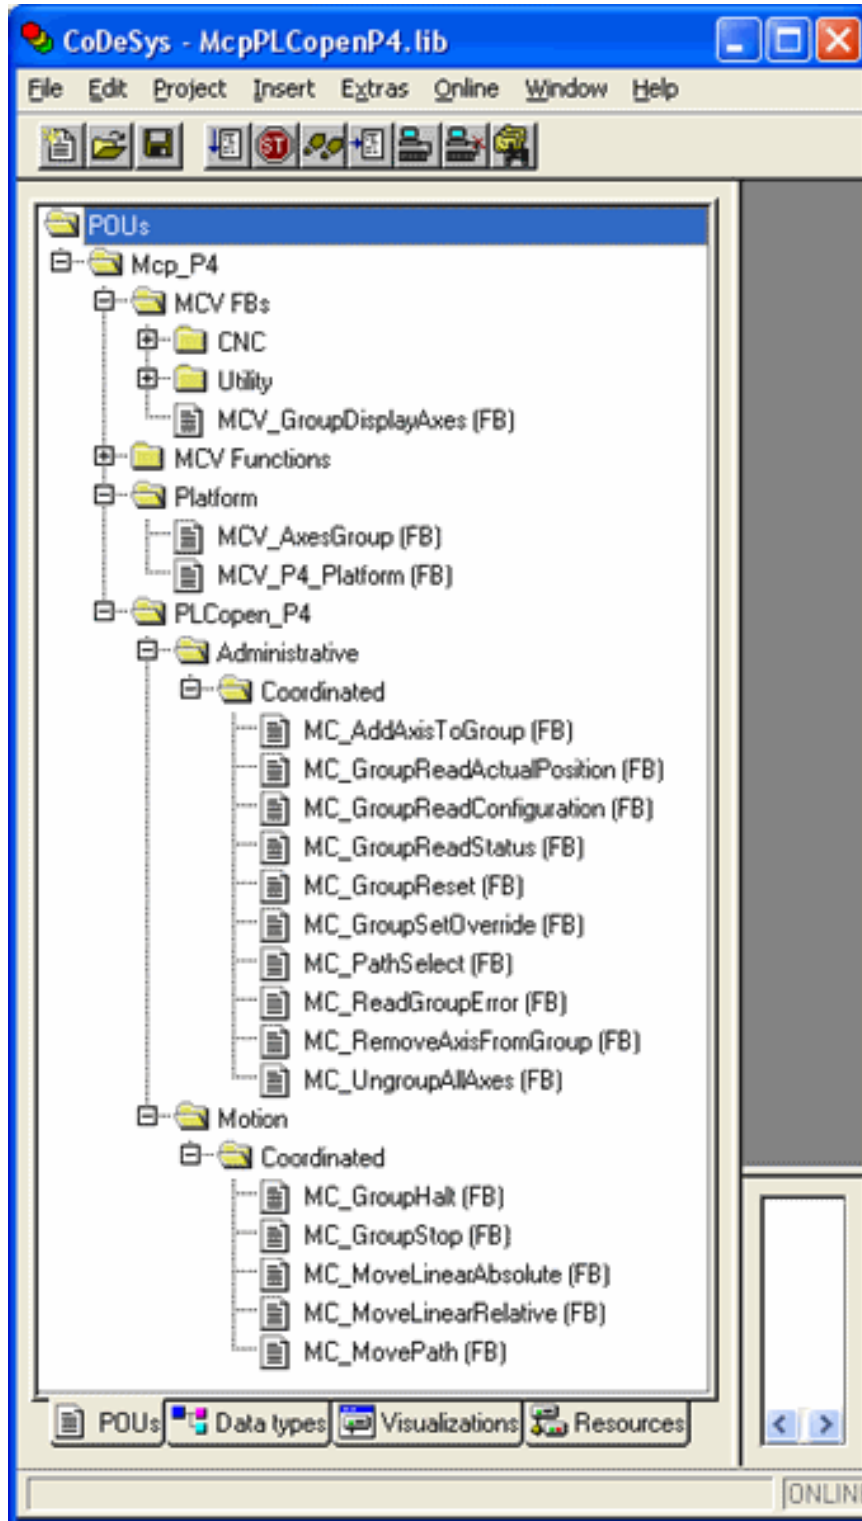 CoDeSys - McpPLCopenP4.lib
File Edit Project Insert Extras Online Window Help
ST
POUs
Mcp_P4
MCV FBs
CNC
Utility
MCV_GroupDisplayAxes (FB)
MCV Functions
Platform
MCV_AxesGroup (FB)
MCV_P4_Platform (FB)
PLCopen_P4
Administrative
Coordinated
MC_AddAxisToGroup (FB)
MC_GroupReadActualPosition (FB)
MC_GroupReadConfiguration (FB)
MC_GroupReadStatus (FB)
MC_GroupReset (FB)
MC_GroupSetOverride (FB)
MC_PathSelect (FB)
MC_ReadGroupError (FB)
MC_RemoveAxisFromGroup (FB)
MC_UngroupAllAxes (FB)
Motion
Coordinated
MC_GroupHalt (FB)
MC_GroupStop (FB)
MC_MoveLinearAbsolute (FB)
MC_MoveLinearRelative (FB)
MC_MovePath (FB)
POUs Data types Visualizations Resources
ONLIN